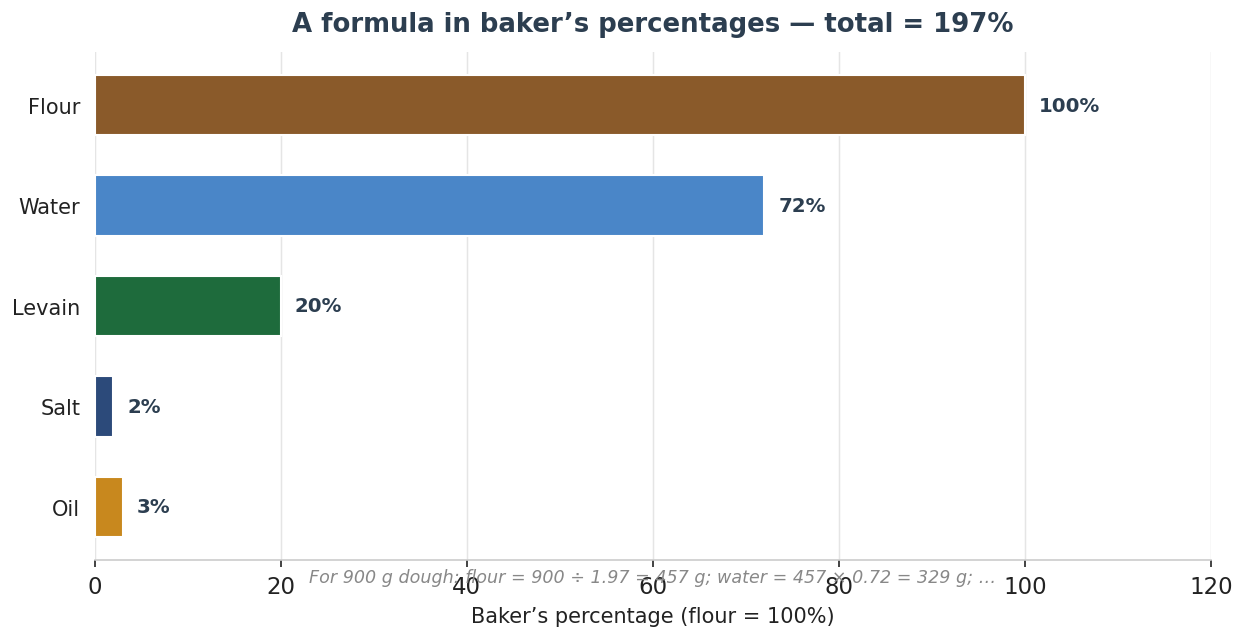 A formula in baker’s percentages — total = 197%
Flour
100%
Water
72%
Levain
20%
Salt
2%
Oil
3%
For 900 g dough: flour = 900 ÷ 1.97 = 457 g; water = 457 × 0.72 = 329 g; …
0 20 40 60 80 100 120
Baker’s percentage (flour = 100%)